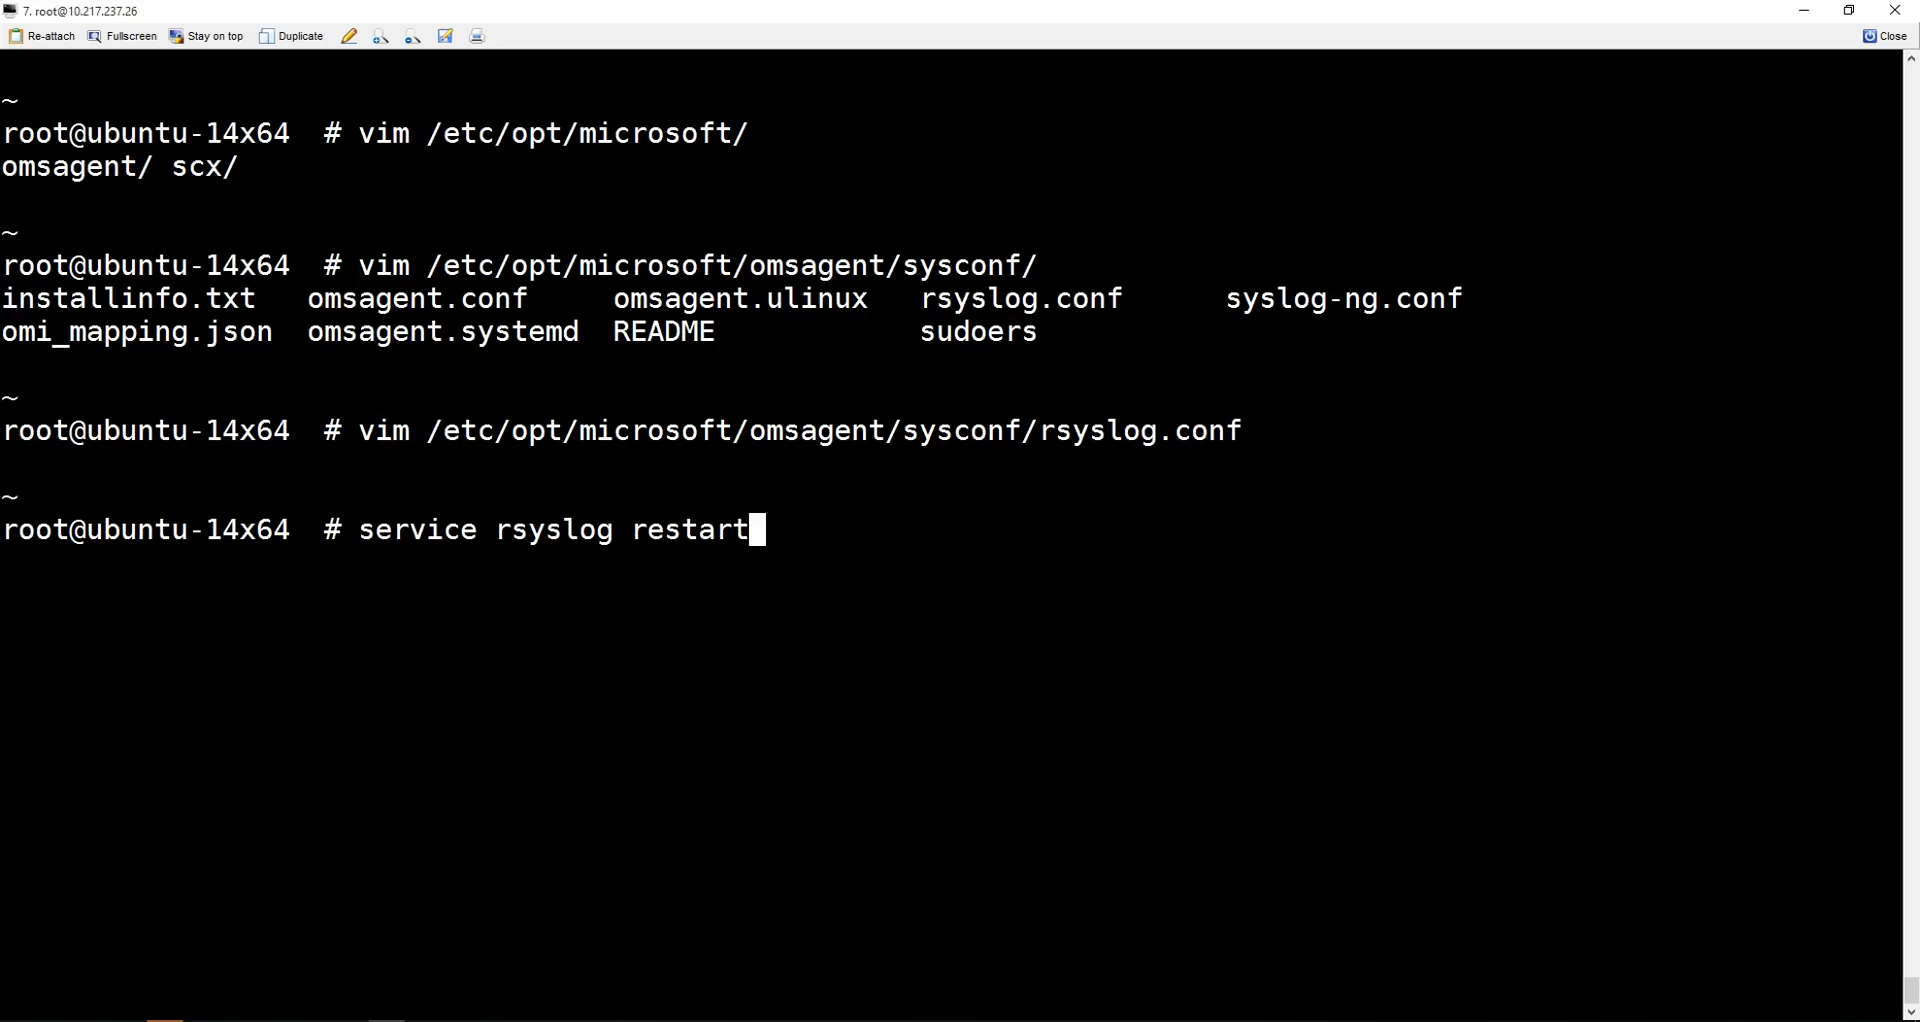 7. root@10.217.237.26
Re-attach Fullscreen Stay on top Duplicate Close
~
root@ubuntu-14x64  # vim /etc/opt/microsoft/
omsagent/ scx/
~
root@ubuntu-14x64  # vim /etc/opt/microsoft/omsagent/sysconf/
installinfo.txt   omsagent.conf     omsagent.ulinux   rsyslog.conf      syslog-ng.conf
omi_mapping.json  omsagent.systemd  README            sudoers
~
root@ubuntu-14x64  # vim /etc/opt/microsoft/omsagent/sysconf/rsyslog.conf
~
root@ubuntu-14x64  # service rsyslog restart